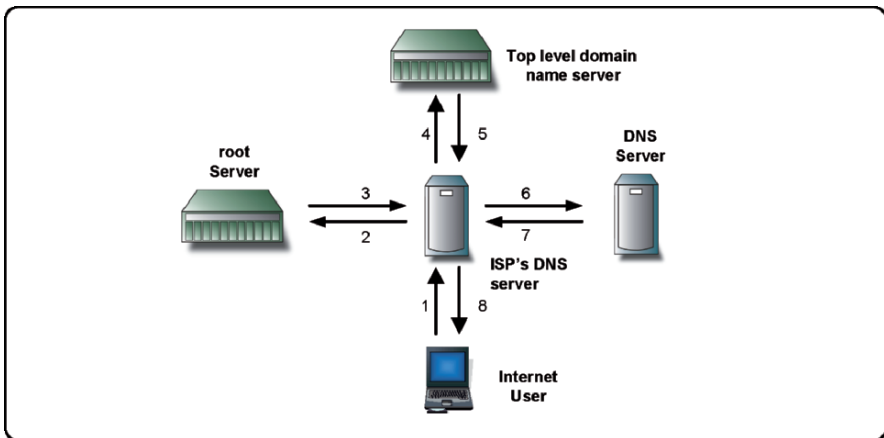 Top level domain
name server
4
5
root
Server
DNS
Server
3
6
2
7
ISP's DNS
server
1
8
Internet
User